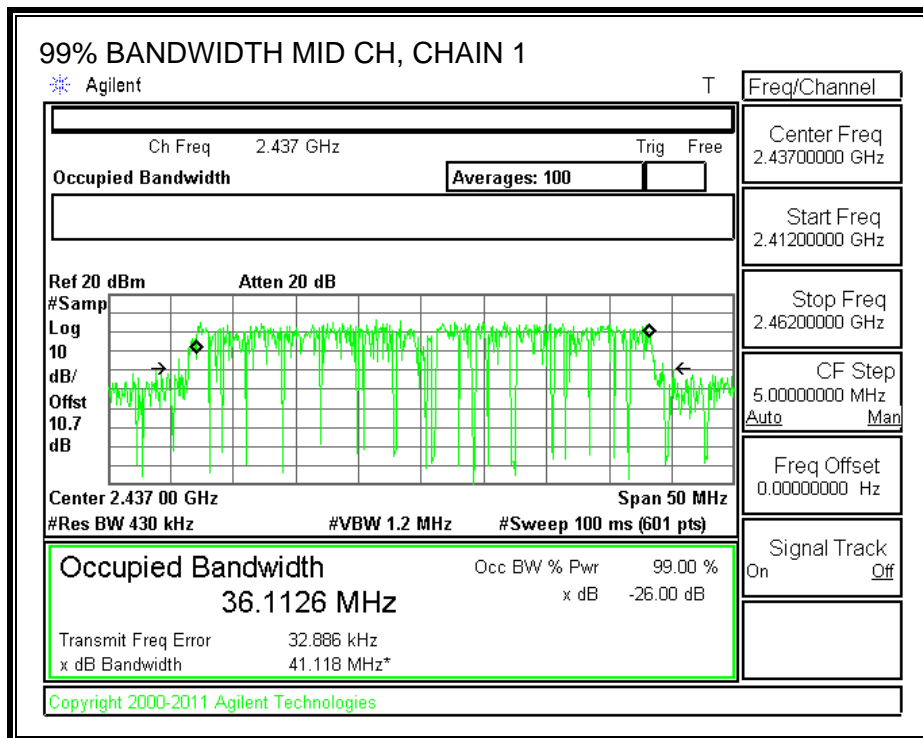 99% BANDWIDTH MID CH, CHAIN 1
Agilent T
Freq/Channel
Ch Freq 2.437 GHz Trig Free
Occupied Bandwidth Averages: 100
Center Freq
2.43700000 GHz
Start Freq
2.41200000 GHz
Stop Freq
2.46200000 GHz
CF Step
5.00000000 MHz
Auto Man
Freq Offset
0.00000000 Hz
Signal Track
On Off
Ref 20 dBm Atten 20 dB
#Samp
Log
10
dB/
Offst
10.7
dB
Center 2.437 00 GHz Span 50 MHz
#Res BW 430 kHz #VBW 1.2 MHz #Sweep 100 ms (601 pts)
Occupied Bandwidth Occ BW % Pwr 99.00 %
36.1126 MHz x dB -26.00 dB
Transmit Freq Error 32.886 kHz
x dB Bandwidth 41.118 MHz*
Copyright 2000-2011 Agilent Technologies